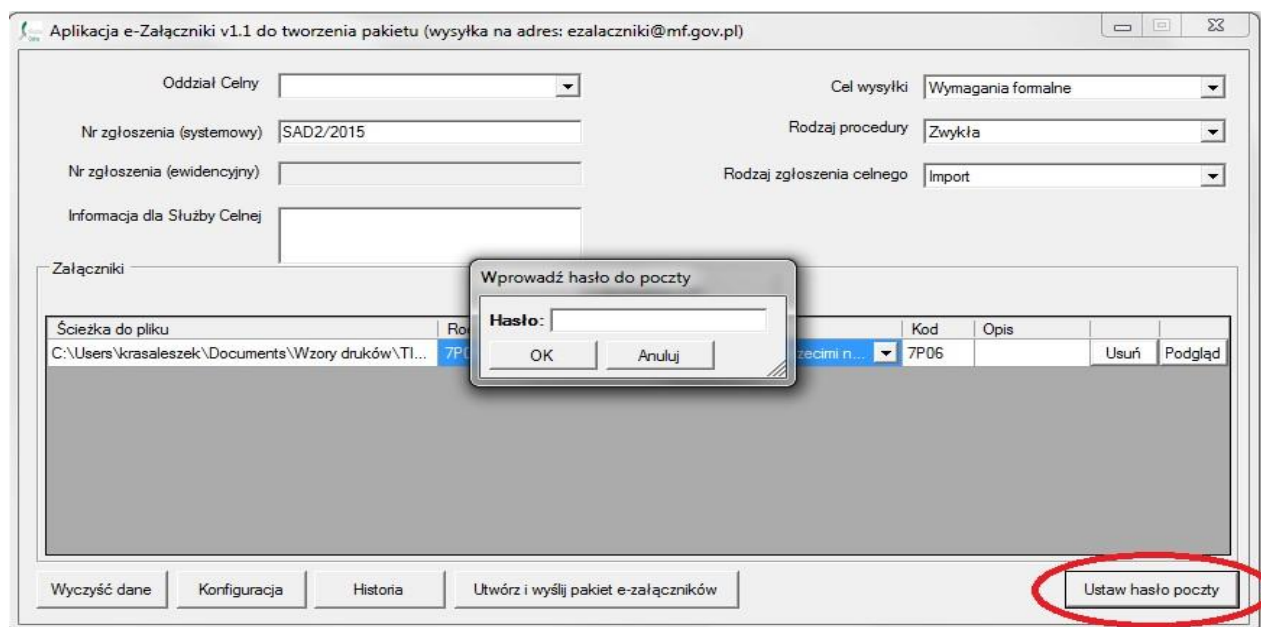 Aplikacja e-Załączniki v1.1 do tworzenia pakietu (wysyłka na adres: ezalaczniki@mf.gov.pl)
Oddział Celny
Cel wysyłki Wymagania formalne
Nr zgłoszenia (systemowy) SAD2/2015
Rodzaj procedury Zwykła
Nr zgłoszenia (ewidencyjny)
Rodzaj zgłoszenia celnego Import
Informacja dla Służby Celnej
Załączniki
Wprowadź hasło do poczty
Hasło:
OK Anuluj
Ścieżka do pliku Kod Opis
C:\Users\krasaleszek\Documents\Wzory druków\TI... 7P06 Usuń Podgląd
Wyczyść dane Konfiguracja Historia Utwórz i wyślij pakiet e-załączników Ustaw hasło poczty